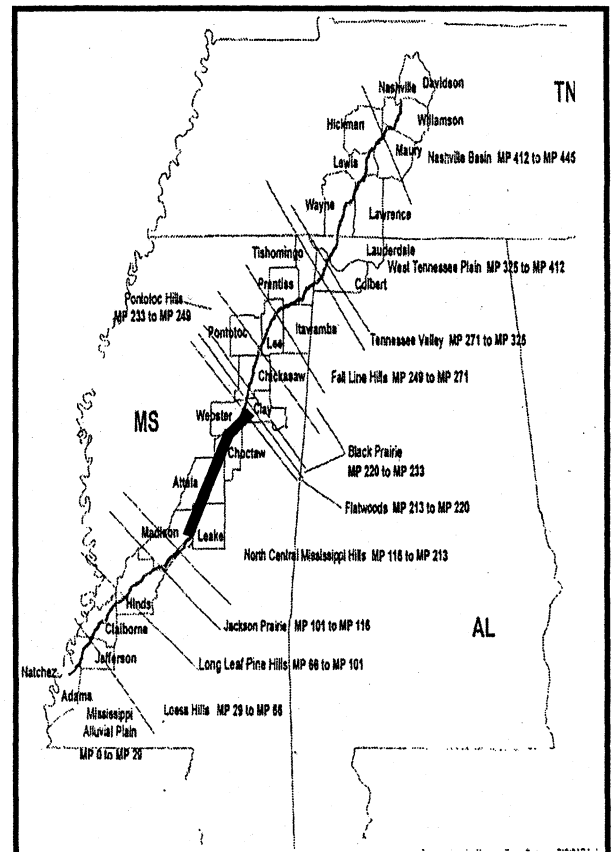 Nashville
Davidson
TN
Hickman
Willamson
Maury
Nashville Basin MP 412 to MP 445
Lewis
Wayne
Lawrence
Tishomingo
Lauderdale
West Tennessee Plain MP 325 to MP 412
Prentiss
Colbert
Pontotoc Hills
MP 233 to MP 249
Itawamba
Pontotoc
Lee
Tennessee Valley MP 271 to MP 325
Chickasaw
Fall Line Hills MP 249 to MP 271
MS
Webster
Clay
Choctaw
Black Prairie
MP 220 to MP 233
Attala
Flatwoods MP 213 to MP 220
Madison
Leake
North Central Mississippi Hills MP 116 to MP 213
Hinds
Jackson Prairie MP 101 to MP 116
AL
Claiborne
Jefferson
Long Leaf Pine Hills MP 66 to MP 101
Natchez
Adams
Mississippi
Alluvial Plain
Loess Hills MP 29 to MP 66
MP 0 to MP 29